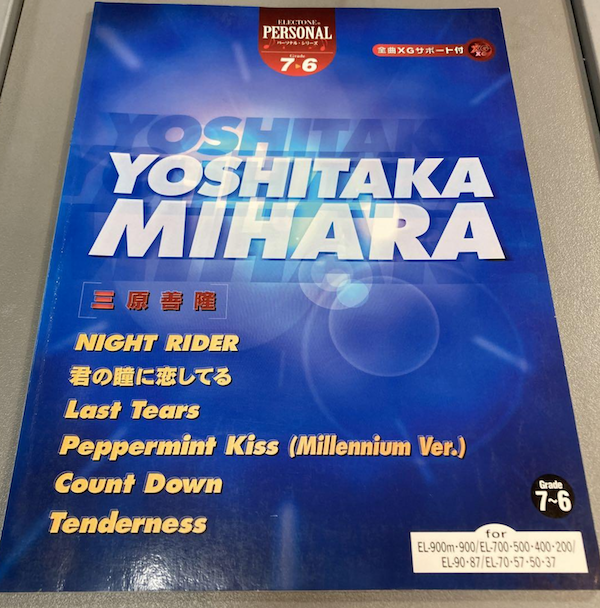 ELECTONE®
PERSONAL
パーソナル・シリーズ
Grade
7▶6
全曲XGサポート付
XG
YOSHITAK
YOSHITAKA
MIHARA
三原善隆
NIGHT RIDER
君の瞳に恋してる
Last Tears
Peppermint Kiss (Millennium Ver.)
Count Down
Tenderness
Grade
7~6
for
EL-900m・900/EL-700・500・400・200/
EL-90・87/EL-70・57・50・37